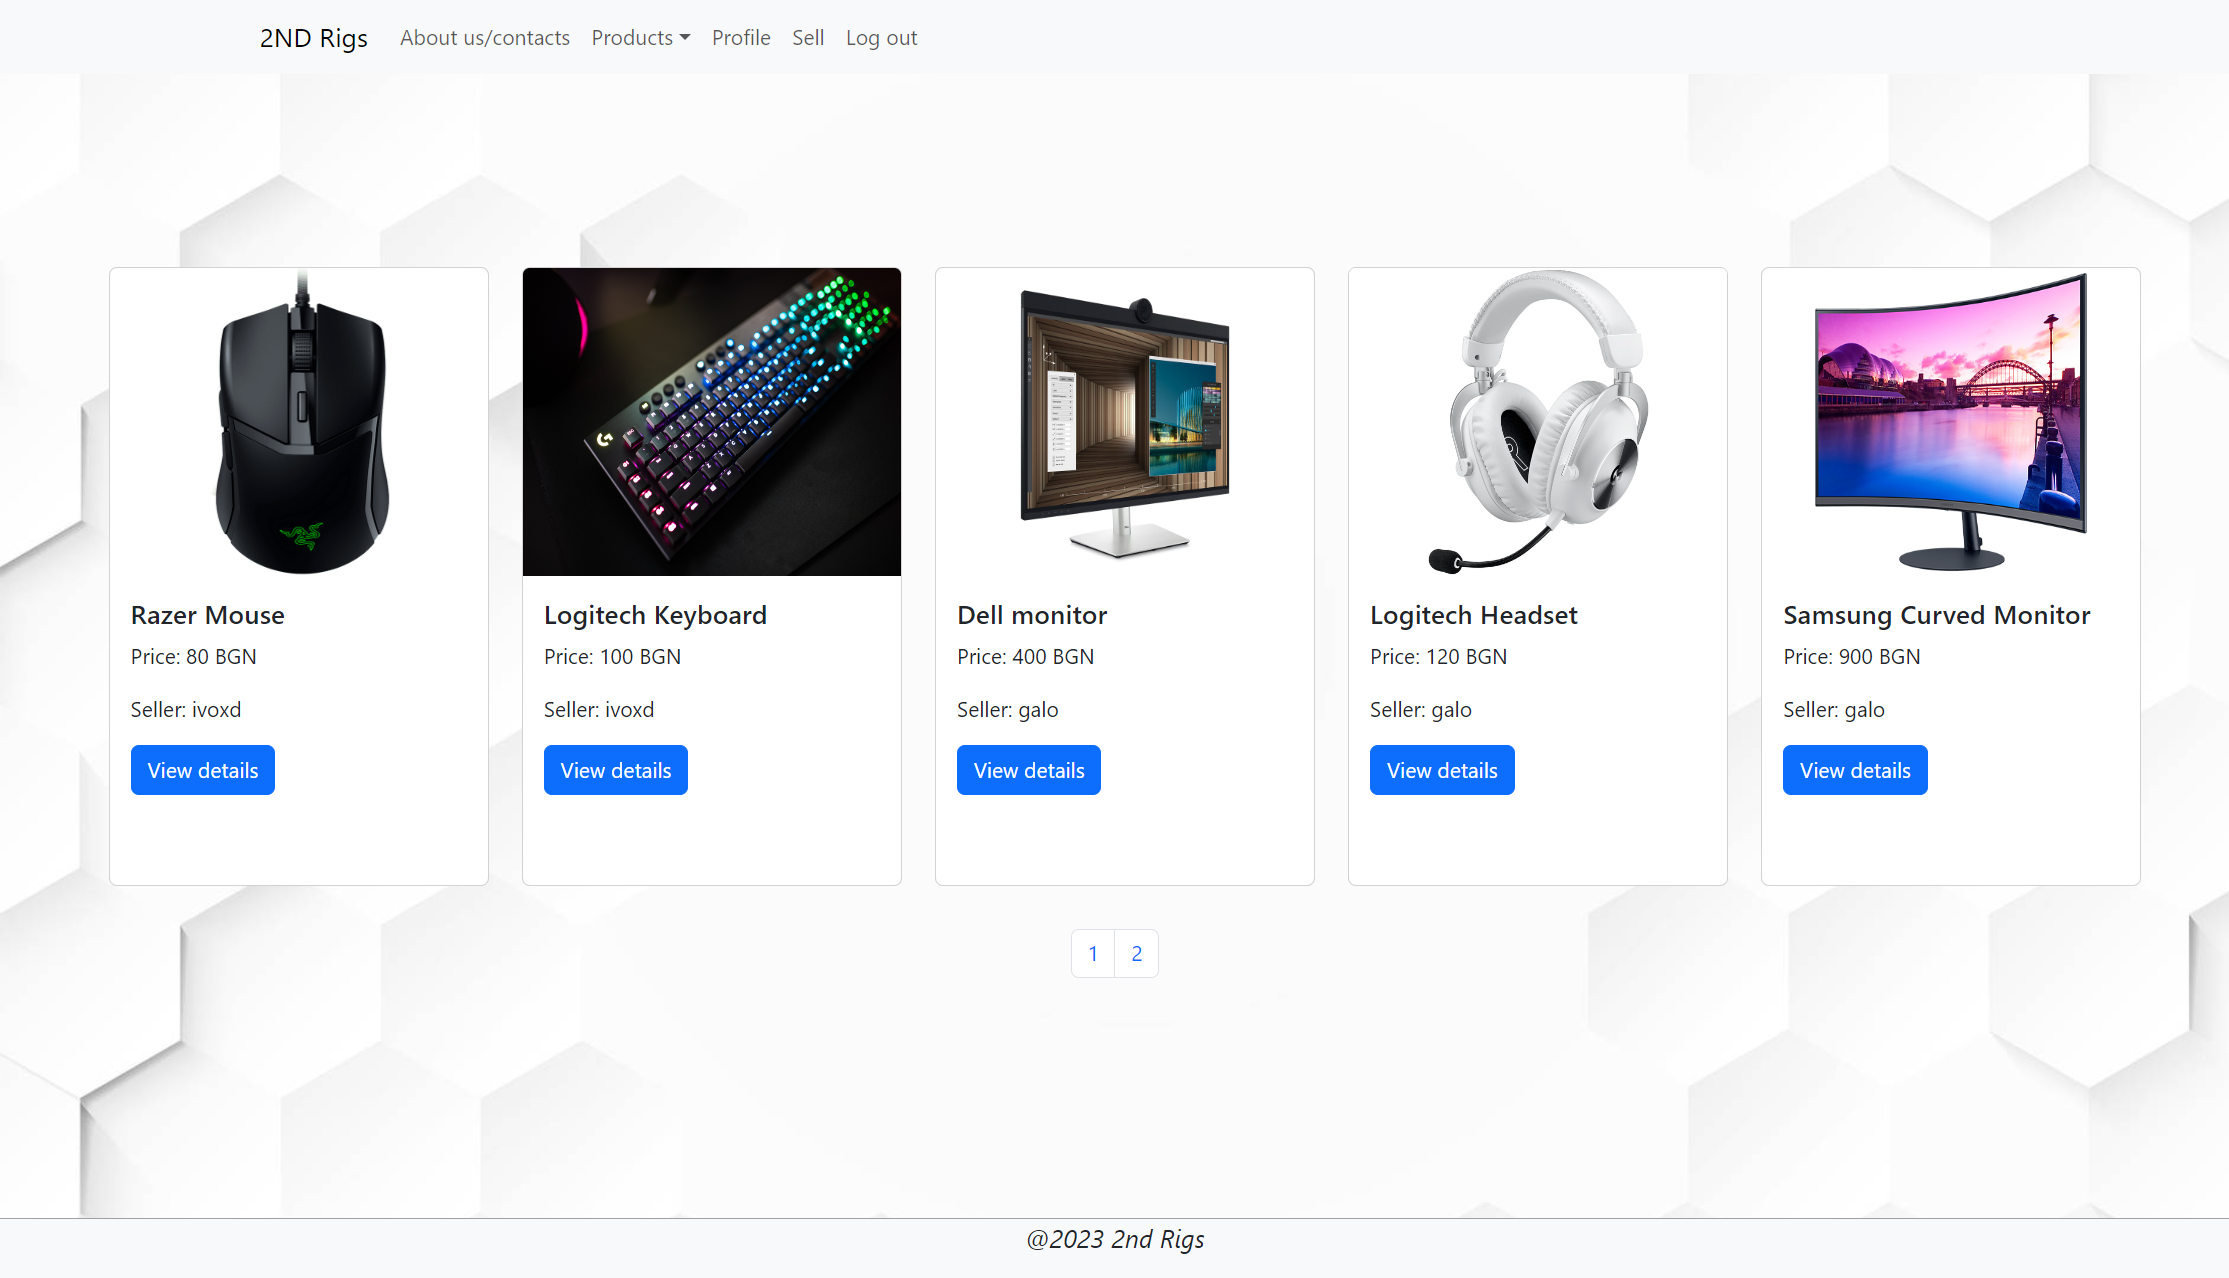 2ND Rigs About us/contacts Products Profile Sell Log out
Razer Mouse
Price: 80 BGN
Seller: ivoxd
View details
Logitech Keyboard
Price: 100 BGN
Seller: ivoxd
View details
Dell monitor
Price: 400 BGN
Seller: galo
View details
Logitech Headset
Price: 120 BGN
Seller: galo
View details
Samsung Curved Monitor
Price: 900 BGN
Seller: galo
View details
1 2
@2023 2nd Rigs